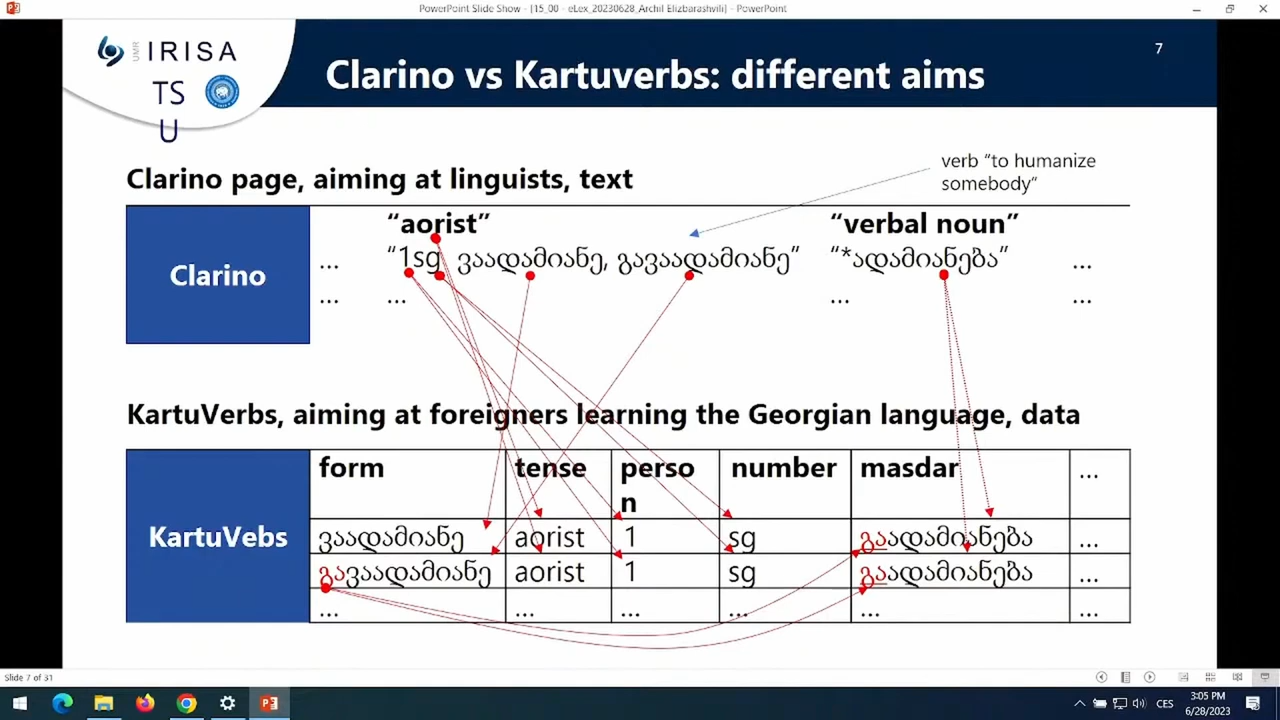 PowerPoint Slide Show - [15_00 - eLex_20230628_Archil Elizbarashvili] - PowerPoint
UMR IRISA
TS
U
Clarino vs Kartuverbs: different aims
7
verb “to humanize
somebody“
Clarino page, aiming at linguists, text
Clarino
“aorist” “verbal noun”
... “1sg ვაადამიანე, გავაადამიანე” “*ადამიანება” ...
... ... ... ...
KartuVerbs, aiming at foreigners learning the Georgian language, data
KartuVebs
form tense perso number masdar ...
n
ვაადამიანე aorist 1 sg გაადამიანება ...
გავაადამიანე aorist 1 sg გაადამიანება ...
... ... ... ... ... ...
Slide 7 of 31
CES
3:05 PM
6/28/2023